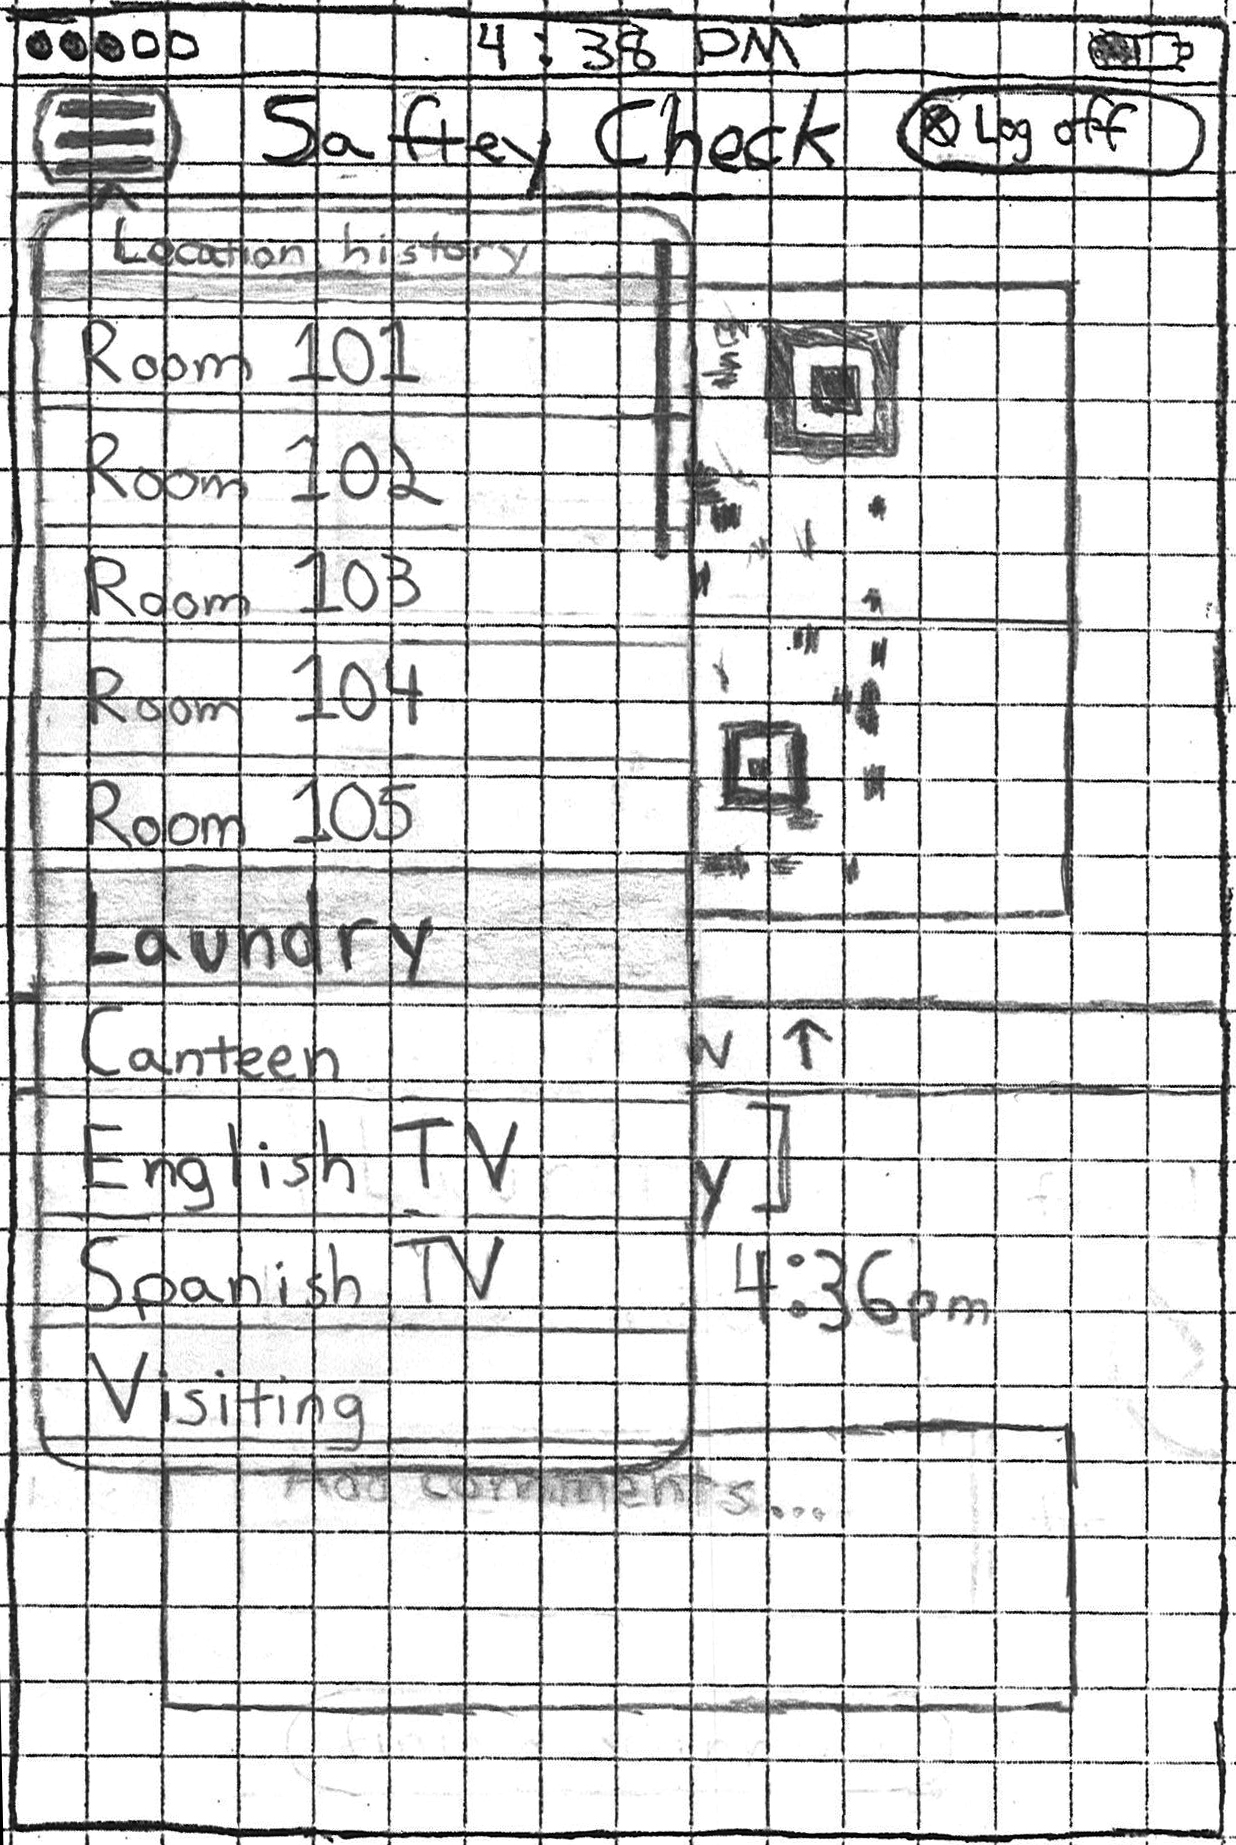 4:38 PM
Saftey Check
Log off
Location history
Room 101
Room 102
Room 103
Room 104
Room 105
Laundry
Canteen
w ↑
English TV
y]
Spanish TV
4:36pm
Visiting
Add comments...